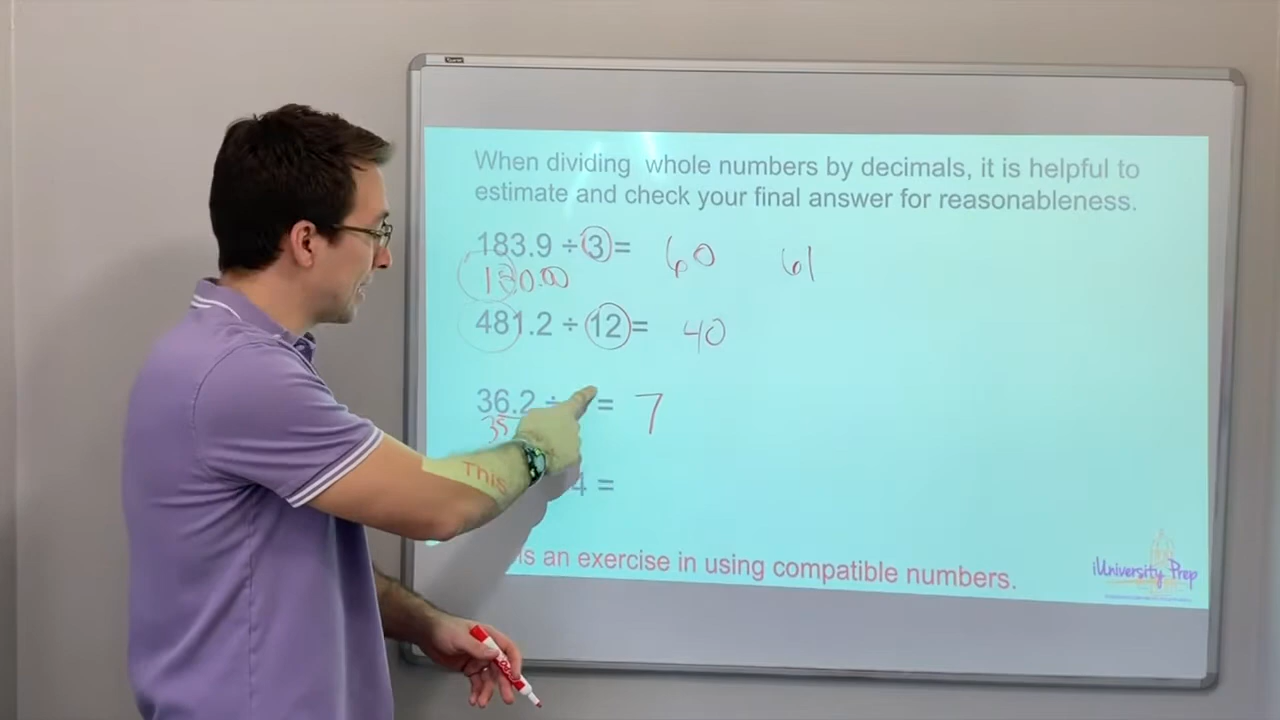 When dividing whole numbers by decimals, it is helpful to
estimate and check your final answer for reasonableness.
183.9 ÷ 3 = 60 61
180.00
481.2 ÷ 12 = 40
36.2 ÷ = 7
35
4 =
This is an exercise in using compatible numbers.
iUniversity Prep